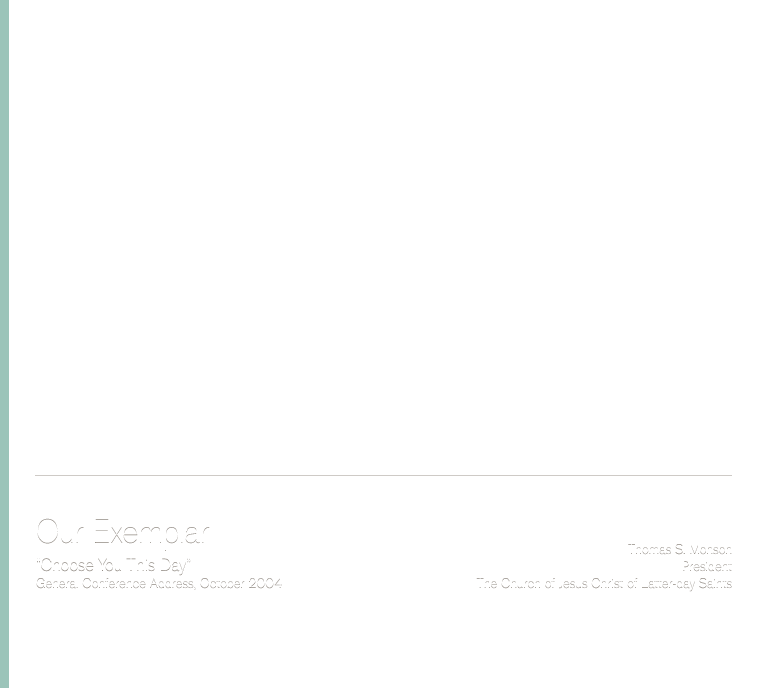 Our Exemplar
"Choose You This Day"
General Conference Address, October 2004
Thomas S. Monson
President
The Church of Jesus Christ of Latter-day Saints